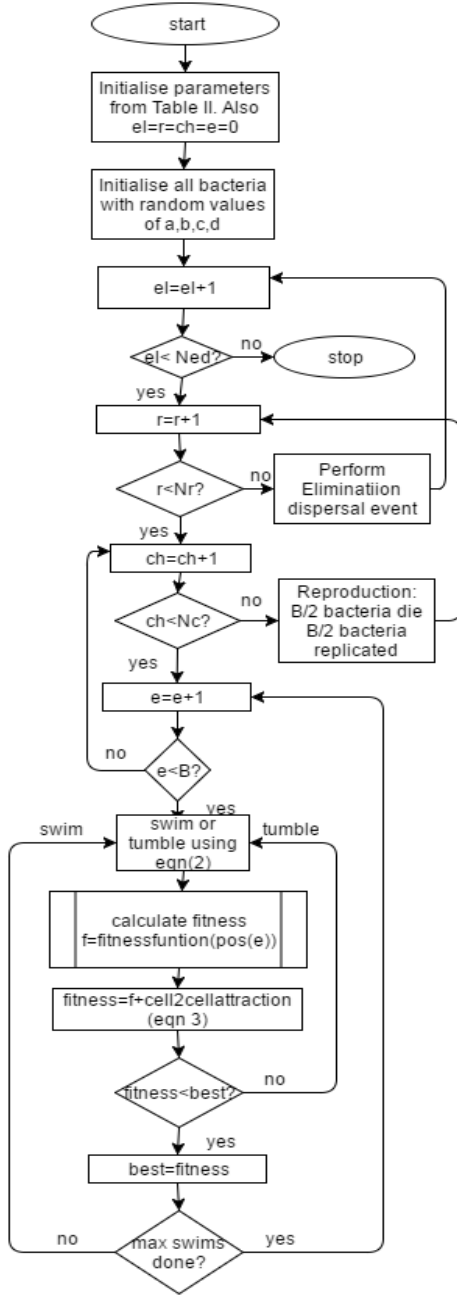 start
Initialise parameters
from Table II. Also
el=r=ch=e=0
Initialise all bacteria
with random values
of a,b,c,d
el=el+1
el< Ned?
no
stop
yes
r=r+1
r<Nr?
no
Perform
Eliminatiion
dispersal event
yes
ch=ch+1
ch<Nc?
no
Reproduction:
B/2 bacteria die
B/2 bacteria
replicated
yes
e=e+1
no
e<B?
yes
swim
swim or
tumble using
eqn(2)
tumble
calculate fitness
f=fitnessfuntion(pos(e))
fitness=f+cell2cellattraction
(eqn 3)
fitness<best?
no
yes
best=fitness
no
max swims
done?
yes